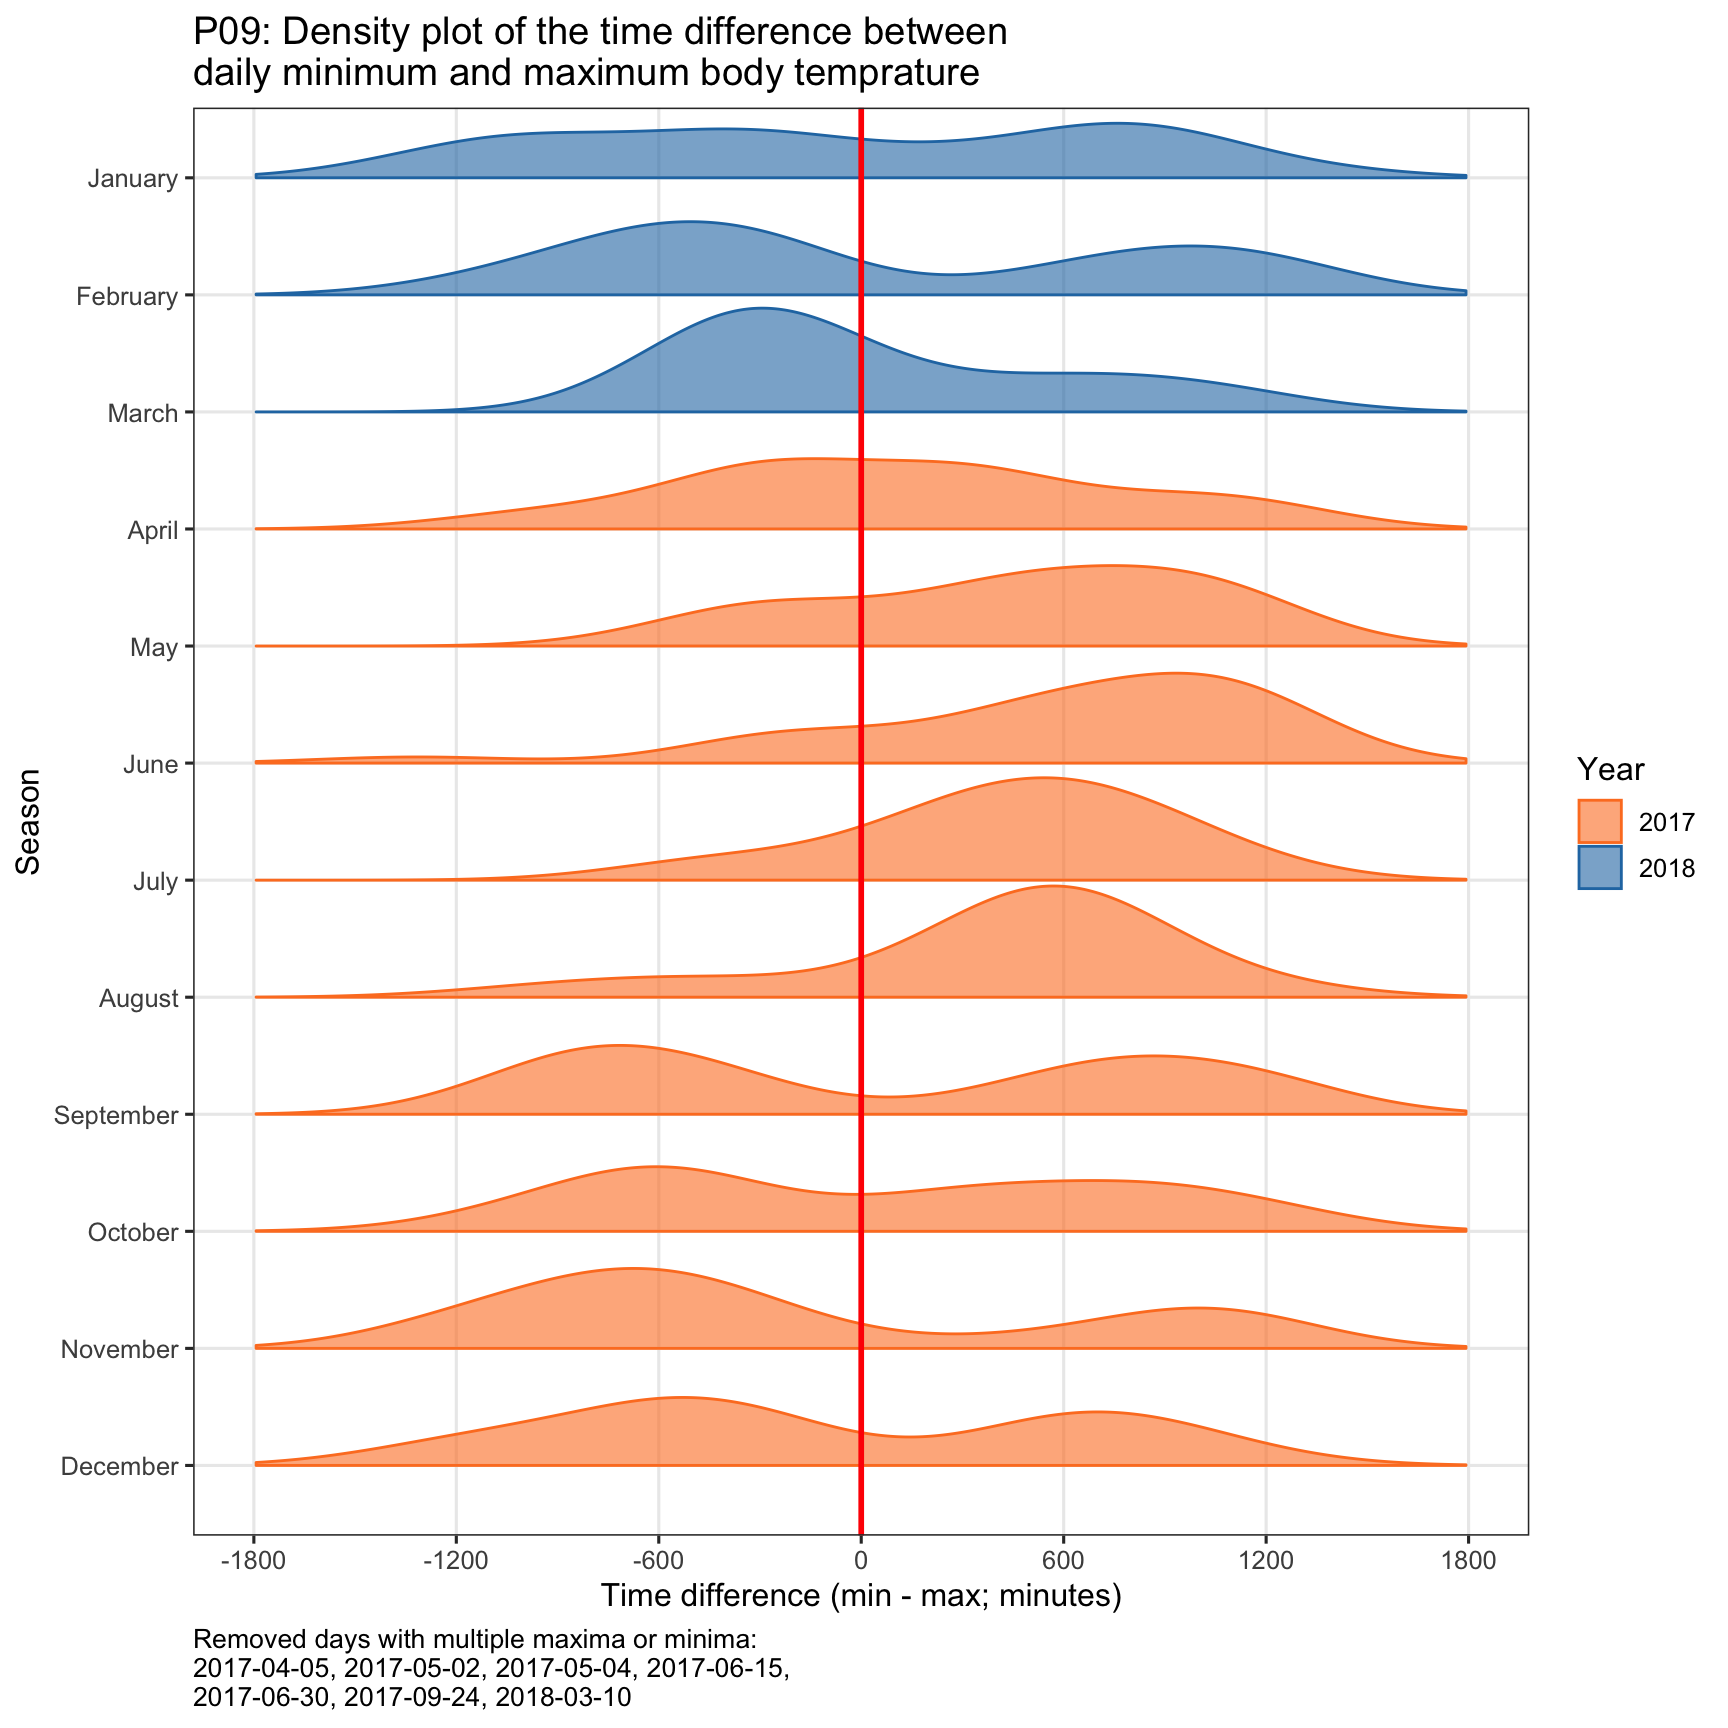 P09: Density plot of the time difference between
daily minimum and maximum body temprature
January
February
March
April
May
June
July
August
September
October
November
December
Season
-1800
-1200
-600
0
600
1200
1800
Time difference (min - max; minutes)
Year
2017
2018
Removed days with multiple maxima or minima:
2017-04-05, 2017-05-02, 2017-05-04, 2017-06-15,
2017-06-30, 2017-09-24, 2018-03-10